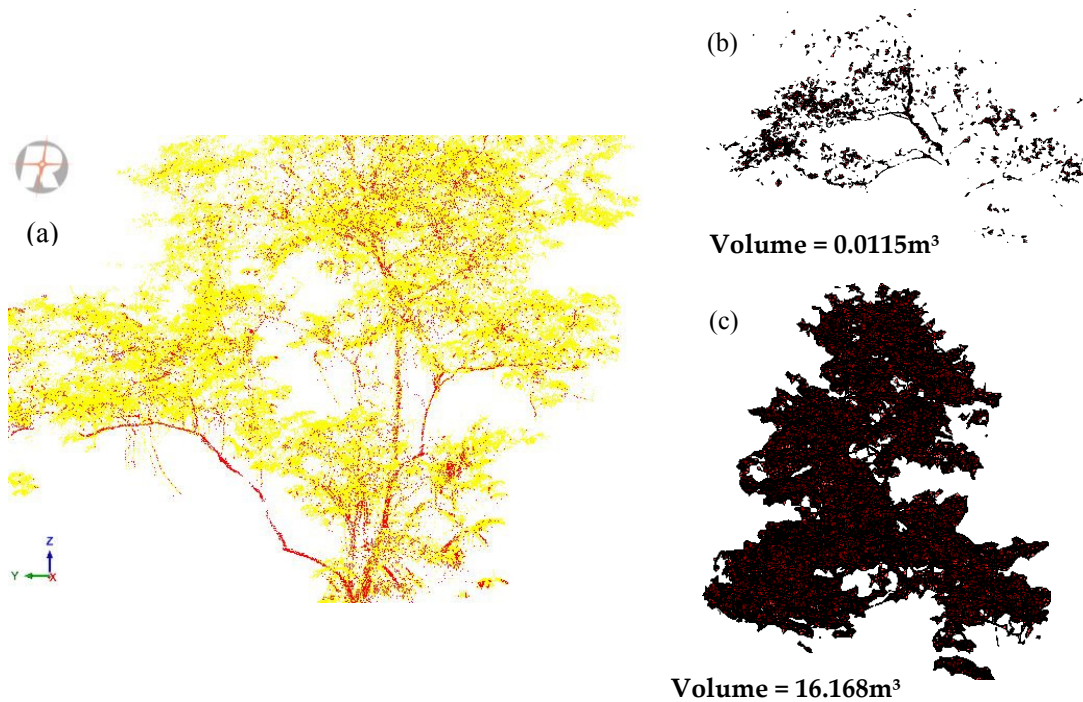 (a)
Z
Y
X
(b)
Volume = 0.0115m³
(c)
Volume = 16.168m³